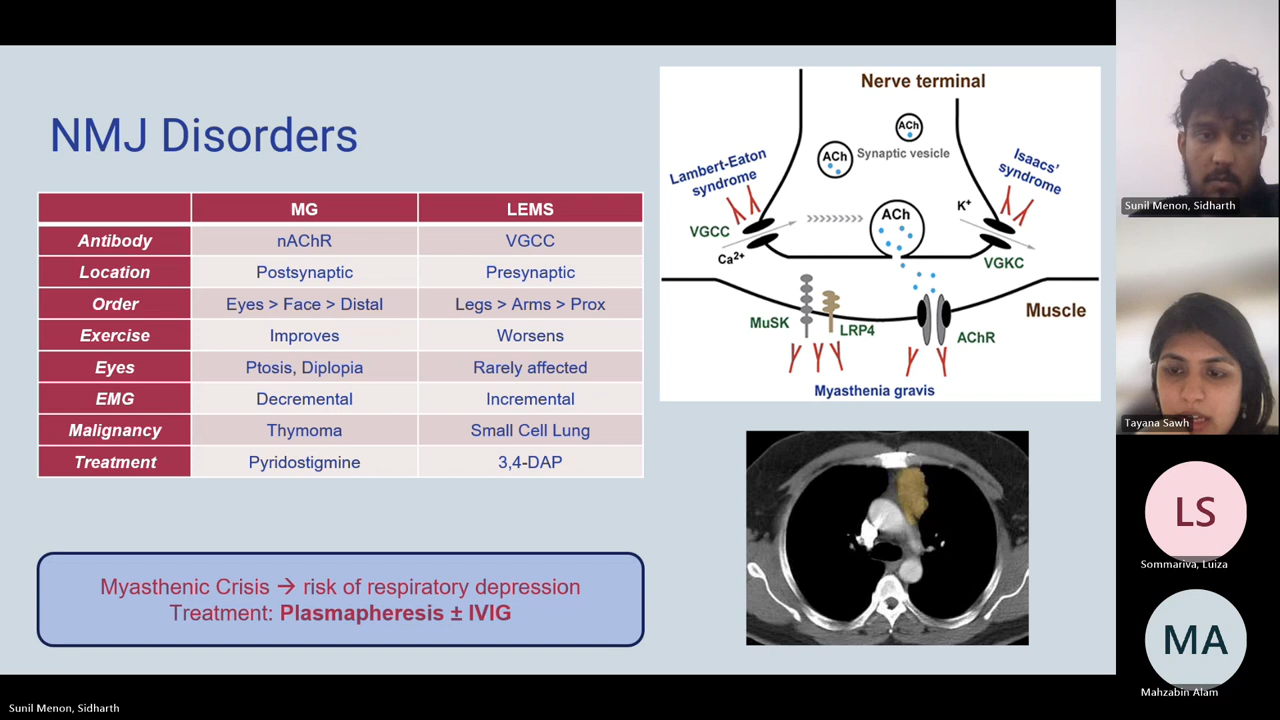 NMJ Disorders
MG LEMS
Antibody nAChR VGCC
Location Postsynaptic Presynaptic
Order Eyes > Face > Distal Legs > Arms > Prox
Exercise Improves Worsens
Eyes Ptosis, Diplopia Rarely affected
EMG Decremental Incremental
Malignancy Thymoma Small Cell Lung
Treatment Pyridostigmine 3,4-DAP
Myasthenic Crisis → risk of respiratory depression
Treatment: Plasmapheresis ± IVIG
Nerve terminal
ACh
ACh
Synaptic vesicle
Lambert-Eaton
syndrome
Isaacs'
syndrome
VGCC
Ca²⁺
ACh
K⁺
VGKC
MuSK
LRP4
AChR
Muscle
Myasthenia gravis
Sunil Menon, Sidharth
Tayana Sawh
LS
Sommariva, Luiza
MA
Mahzabin Alam
Sunil Menon, Sidharth